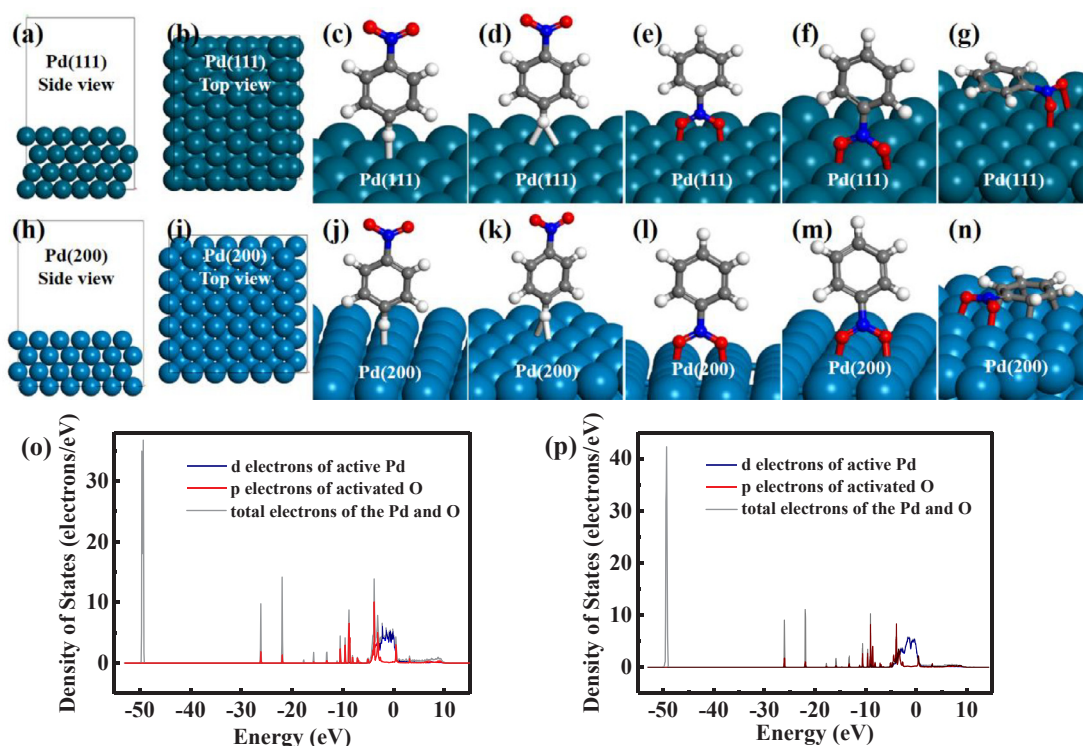 (a)
Pd(111)
Side view
(b)
Pd(111)
Top view
(c)
Pd(111)
(d)
Pd(111)
(e)
Pd(111)
(f)
Pd(111)
(g)
Pd(111)
(h)
Pd(200)
Side view
(i)
Pd(200)
Top view
(j)
Pd(200)
(k)
Pd(200)
(l)
Pd(200)
(m)
Pd(200)
(n)
Pd(200)
(o)
Density of States (electrons/eV)
30
20
10
0
d electrons of active Pd
p electrons of activated O
total electrons of the Pd and O
-50 -40 -30 -20 -10 0 10
Energy (eV)
(p)
Density of States (electrons/eV)
40
30
20
10
0
d electrons of active Pd
p electrons of activated O
total electrons of the Pd and O
-50 -40 -30 -20 -10 0 10
Energy (eV)